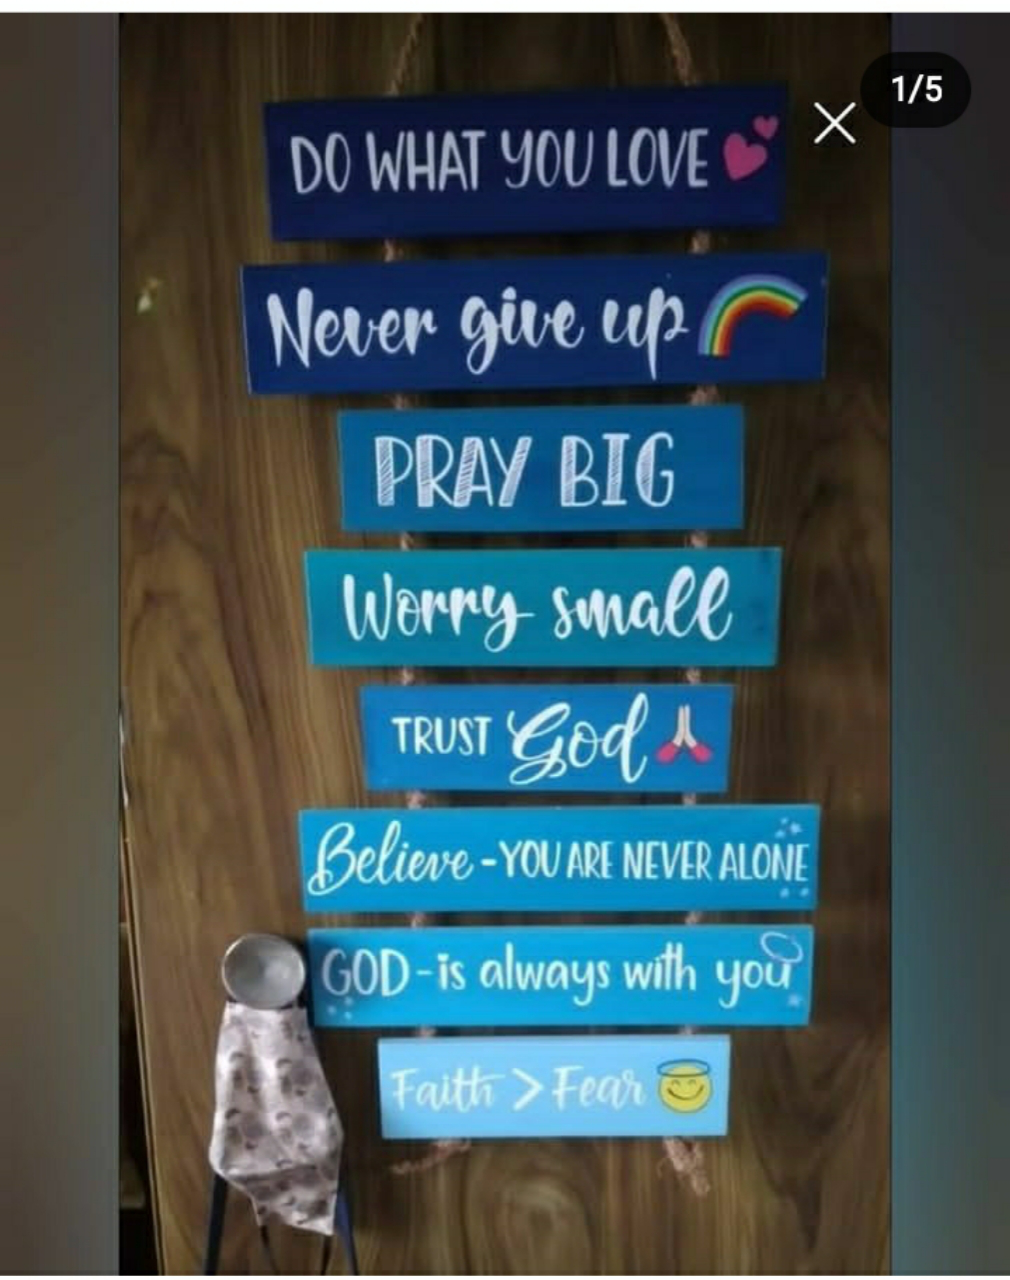 1/5
DO WHAT YOU LOVE
Never give up
PRAY BIG
Worry small
TRUST God
Believe - YOU ARE NEVER ALONE
GOD - is always with you
Faith > Fear